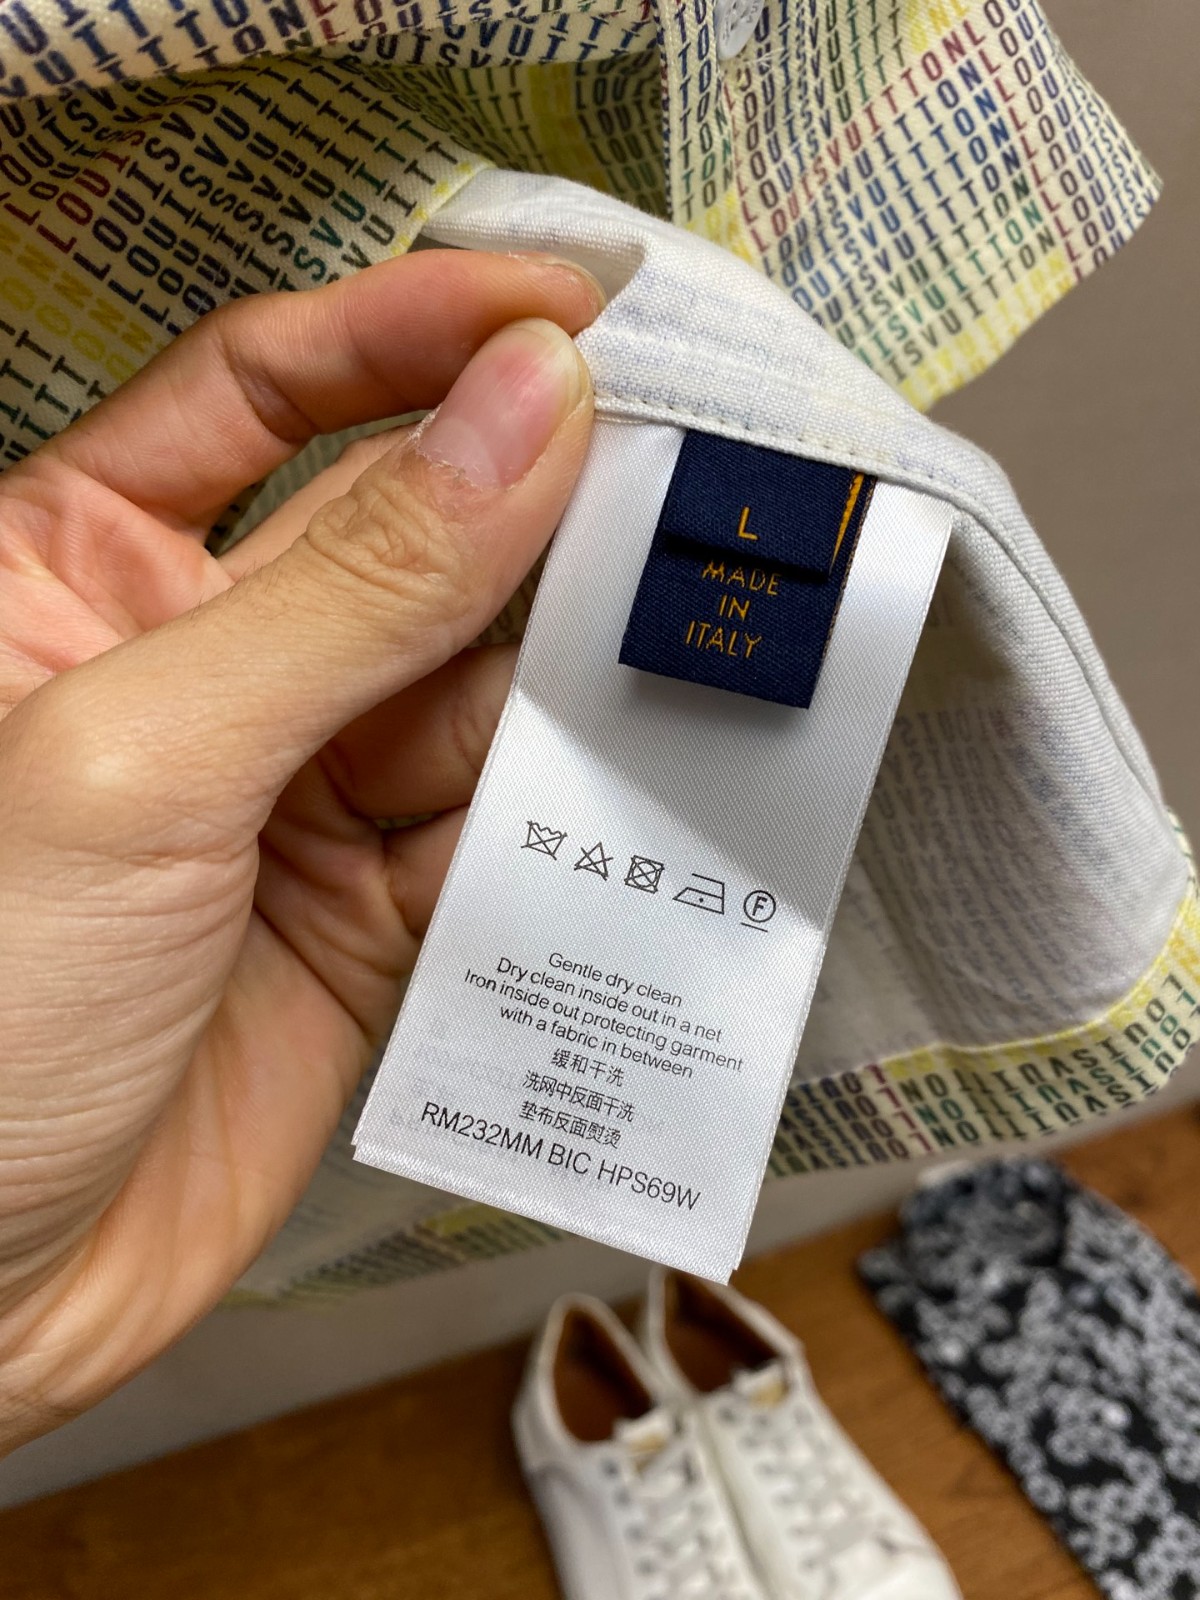 L
MADE
IN
ITALY
F
Gentle dry clean
Dry clean inside out in a net
Iron inside out protecting garment
with a fabric in between
缓和干洗
洗网中反面干洗
垫布反面熨烫
RM232MM BIC HPS69W
LOUISVUITTON